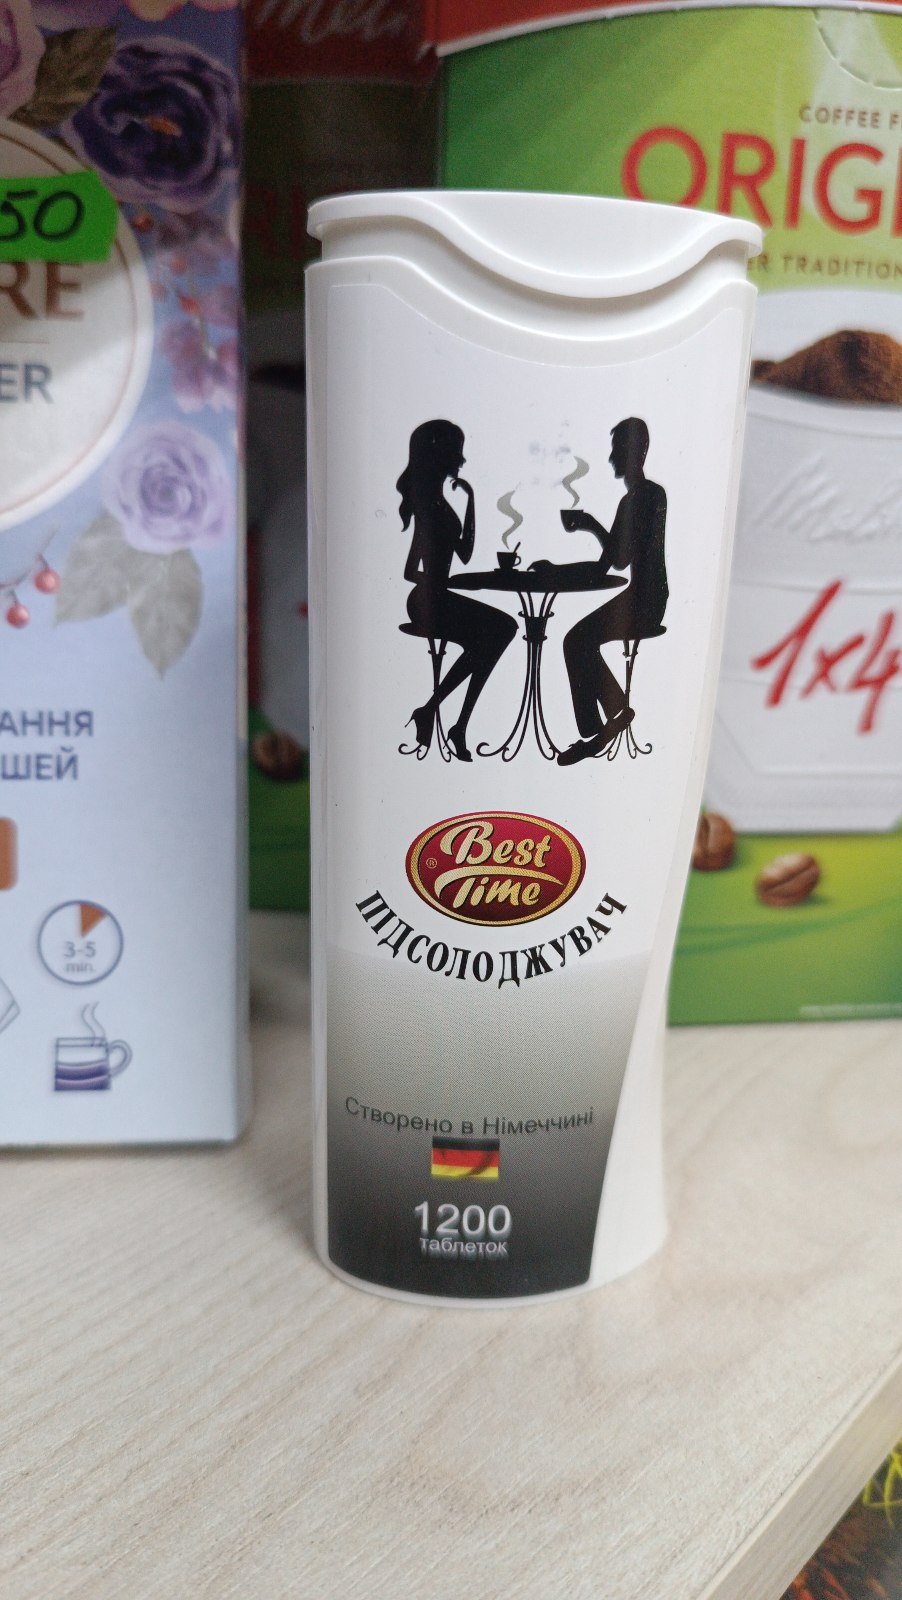 50
RE
ER
АННЯ
ШЕЙ
3-5
min.
COFFEE F
ORIGI
ER TRADITION
1x4
Best
Time
®
ПІДСОЛОДЖУВАЧ
Створено в Німеччині
1200
таблеток